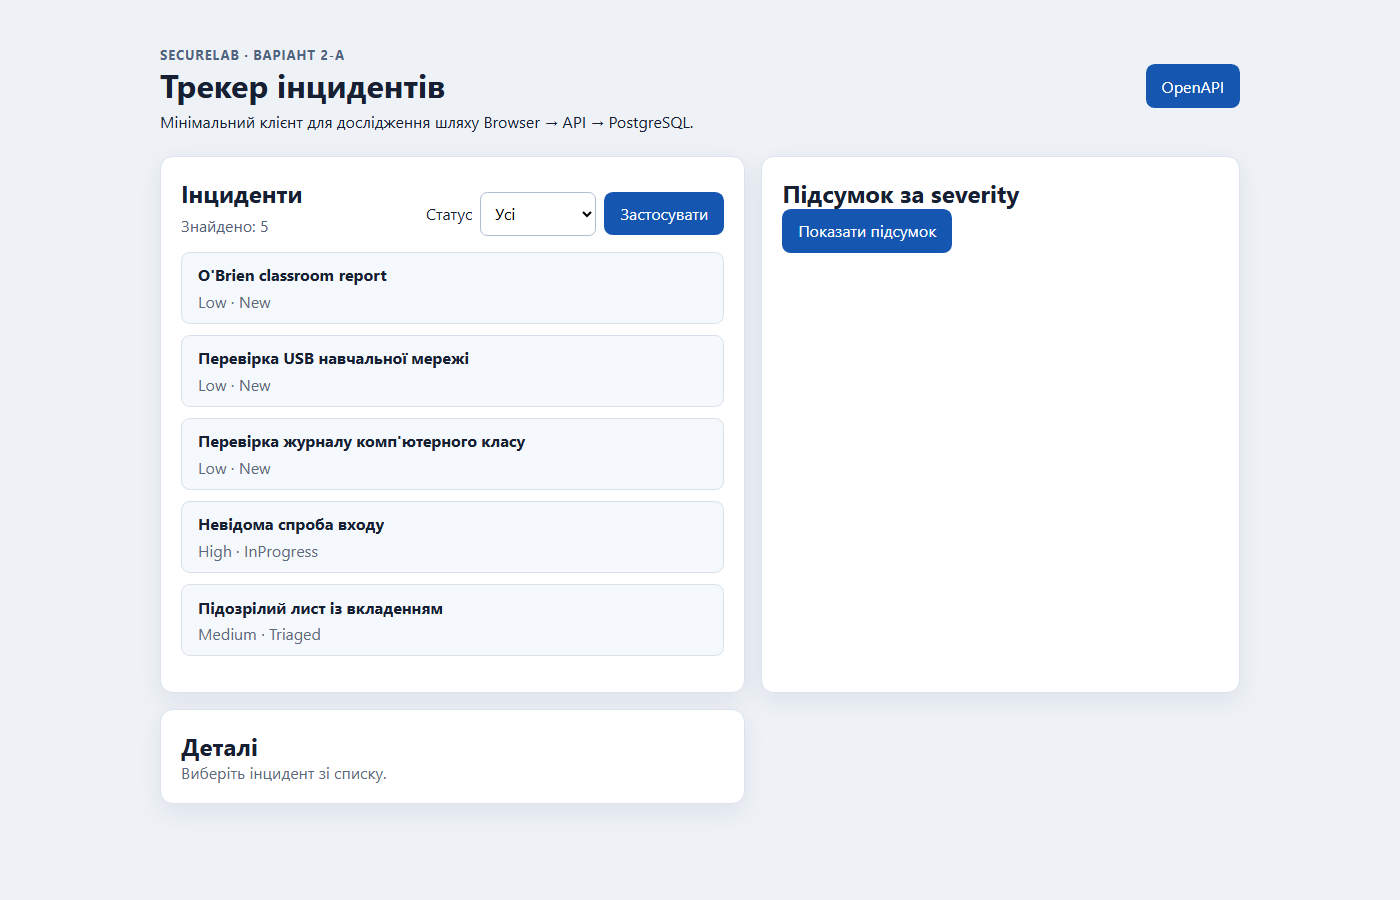 SECURELAB · ВАРІАНТ 2-A
Трекер інцидентів
Мінімальний клієнт для дослідження шляху Browser → API → PostgreSQL.
OpenAPI
Інциденти
Знайдено: 5
Статус
Усі
Застосувати
O'Brien classroom report
Low · New
Перевірка USB навчальної мережі
Low · New
Перевірка журналу комп'ютерного класу
Low · New
Невідома спроба входу
High · InProgress
Підозрілий лист із вкладенням
Medium · Triaged
Підсумок за severity
Показати підсумок
Деталі
Виберіть інцидент зі списку.